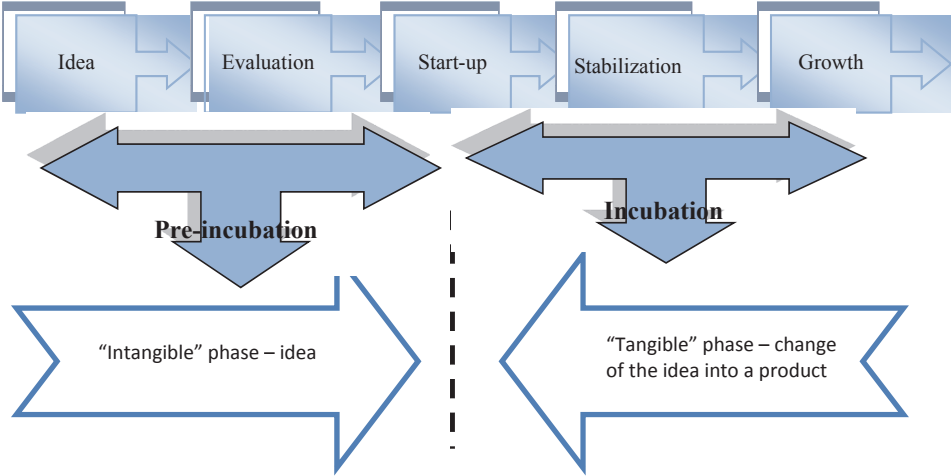 Idea
Evaluation
Start-up
Stabilization
Growth
Pre-incubation
Incubation
“Intangible” phase – idea
“Tangible” phase – change
of the idea into a product